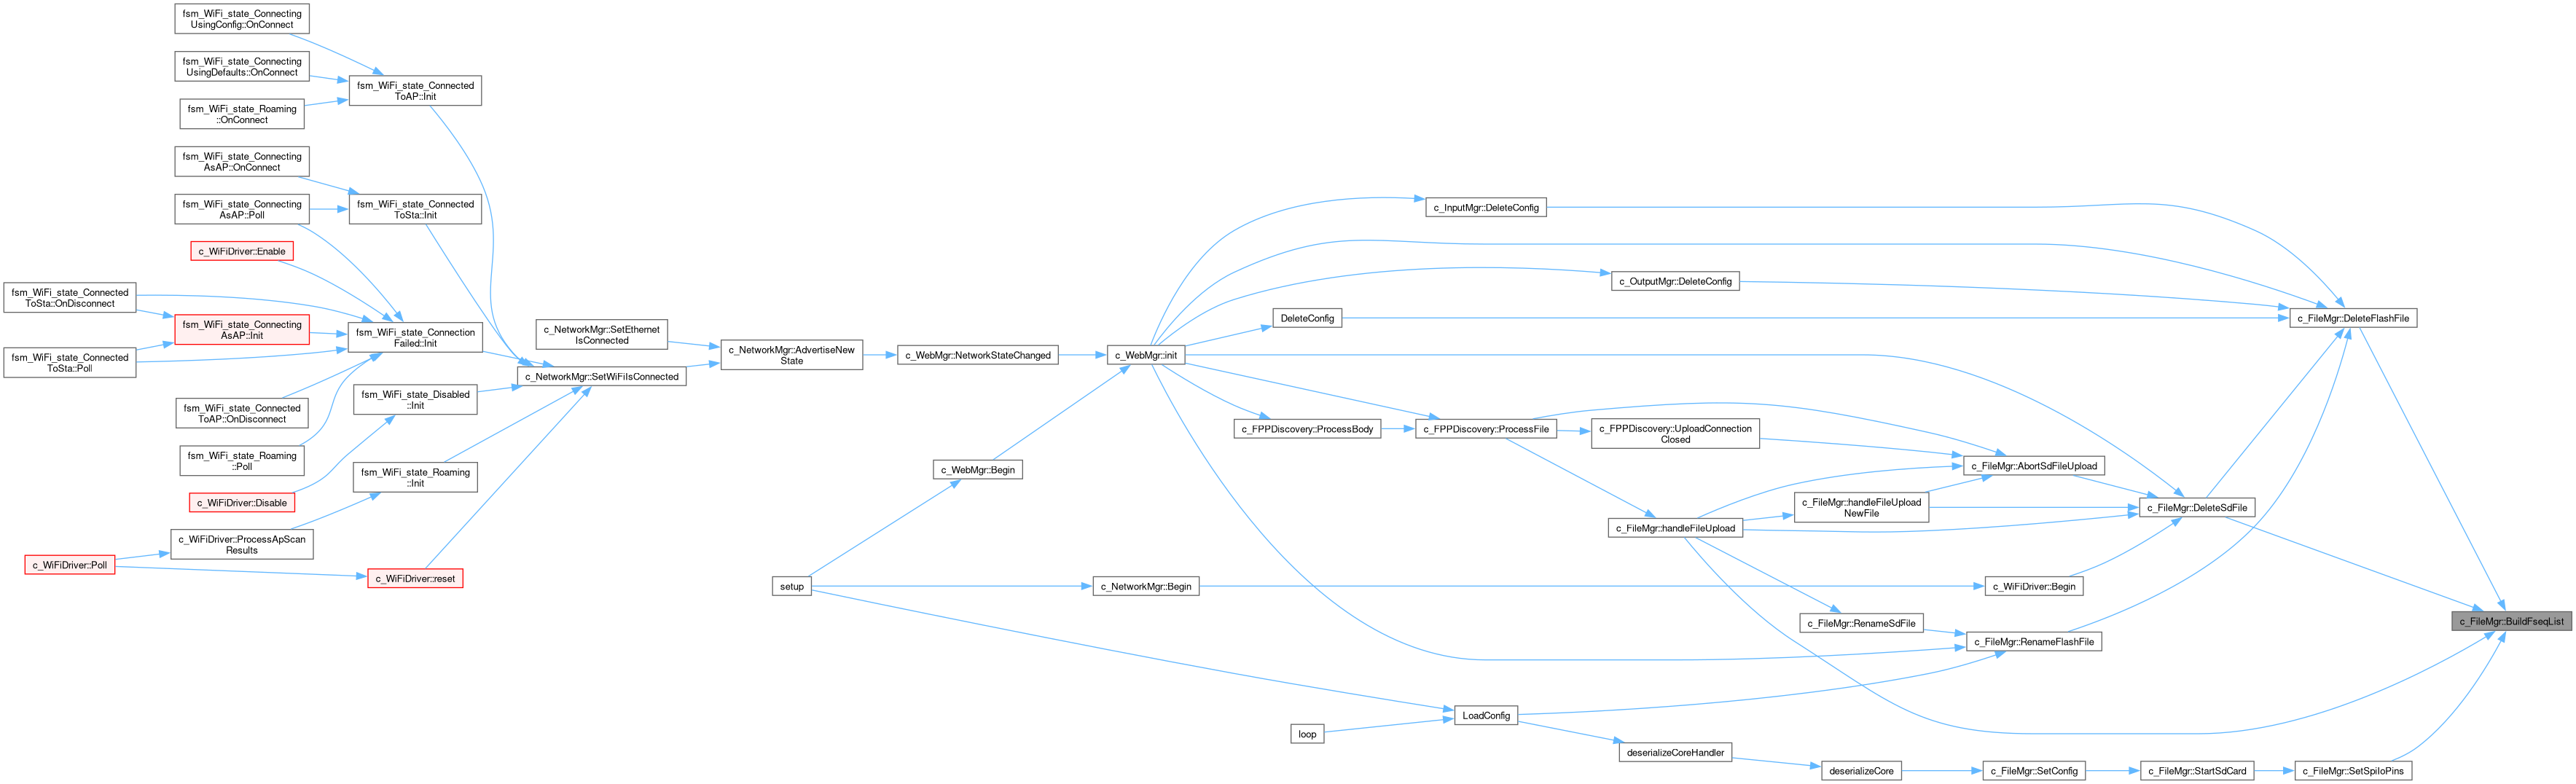 fsm_WiFi_state_Connecting
UsingConfig::OnConnect
fsm_WiFi_state_Connecting
UsingDefaults::OnConnect
fsm_WiFi_state_Roaming
::OnConnect
fsm_WiFi_state_Connected
ToAP::Init
fsm_WiFi_state_Connecting
AsAP::OnConnect
fsm_WiFi_state_Connecting
AsAP::Poll
fsm_WiFi_state_Connected
ToSta::Init
c_WiFiDriver::Enable
fsm_WiFi_state_Connected
ToSta::OnDisconnect
fsm_WiFi_state_Connecting
AsAP::Init
fsm_WiFi_state_Connection
Failed::Init
fsm_WiFi_state_Connected
ToSta::Poll
fsm_WiFi_state_Connected
ToAP::OnDisconnect
fsm_WiFi_state_Disabled
::Init
fsm_WiFi_state_Roaming
::Poll
fsm_WiFi_state_Roaming
::Init
c_WiFiDriver::Disable
c_WiFiDriver::ProcessApScan
Results
c_WiFiDriver::Poll
c_WiFiDriver::reset
c_NetworkMgr::SetEthernet
IsConnected
c_NetworkMgr::SetWiFiIsConnected
c_NetworkMgr::AdvertiseNew
State
c_WebMgr::NetworkStateChanged
c_WebMgr::init
c_WebMgr::Begin
setup
c_NetworkMgr::Begin
c_InputMgr::DeleteConfig
c_OutputMgr::DeleteConfig
DeleteConfig
c_FPPDiscovery::ProcessBody
c_FPPDiscovery::ProcessFile
c_FPPDiscovery::UploadConnection
Closed
c_FileMgr::AbortSdFileUpload
c_FileMgr::handleFileUpload
NewFile
c_FileMgr::handleFileUpload
c_FileMgr::DeleteFlashFile
c_FileMgr::DeleteSdFile
c_WiFiDriver::Begin
c_FileMgr::RenameSdFile
c_FileMgr::RenameFlashFile
c_FileMgr::BuildFseqList
LoadConfig
loop
deserializeCoreHandler
deserializeCore
c_FileMgr::SetConfig
c_FileMgr::StartSdCard
c_FileMgr::SetSpiIoPins